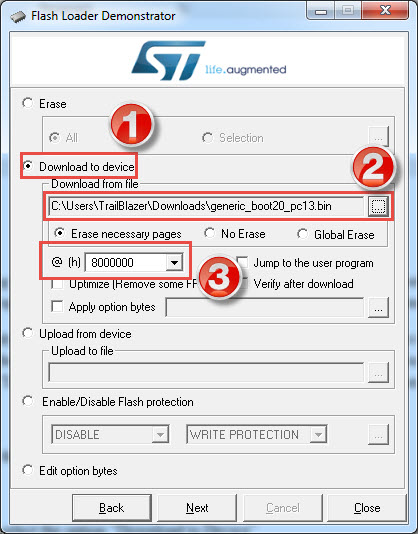 Flash Loader Demonstrator
ST life.augmented
Erase
1
All Selection ...
Download to device
2
Download from file
C:\Users\TrailBlazer\Downloads\generic_boot20_pc13.bin ...
Erase necessary pages No Erase Global Erase
@ (h) 8000000 3 Jump to the user program
Optimize (Remove some Verify after download
Apply option bytes ...
Upload from device
Upload to file
...
Enable/Disable Flash protection
DISABLE WRITE PROTECTION ...
Edit option bytes
Back Next Cancel Close